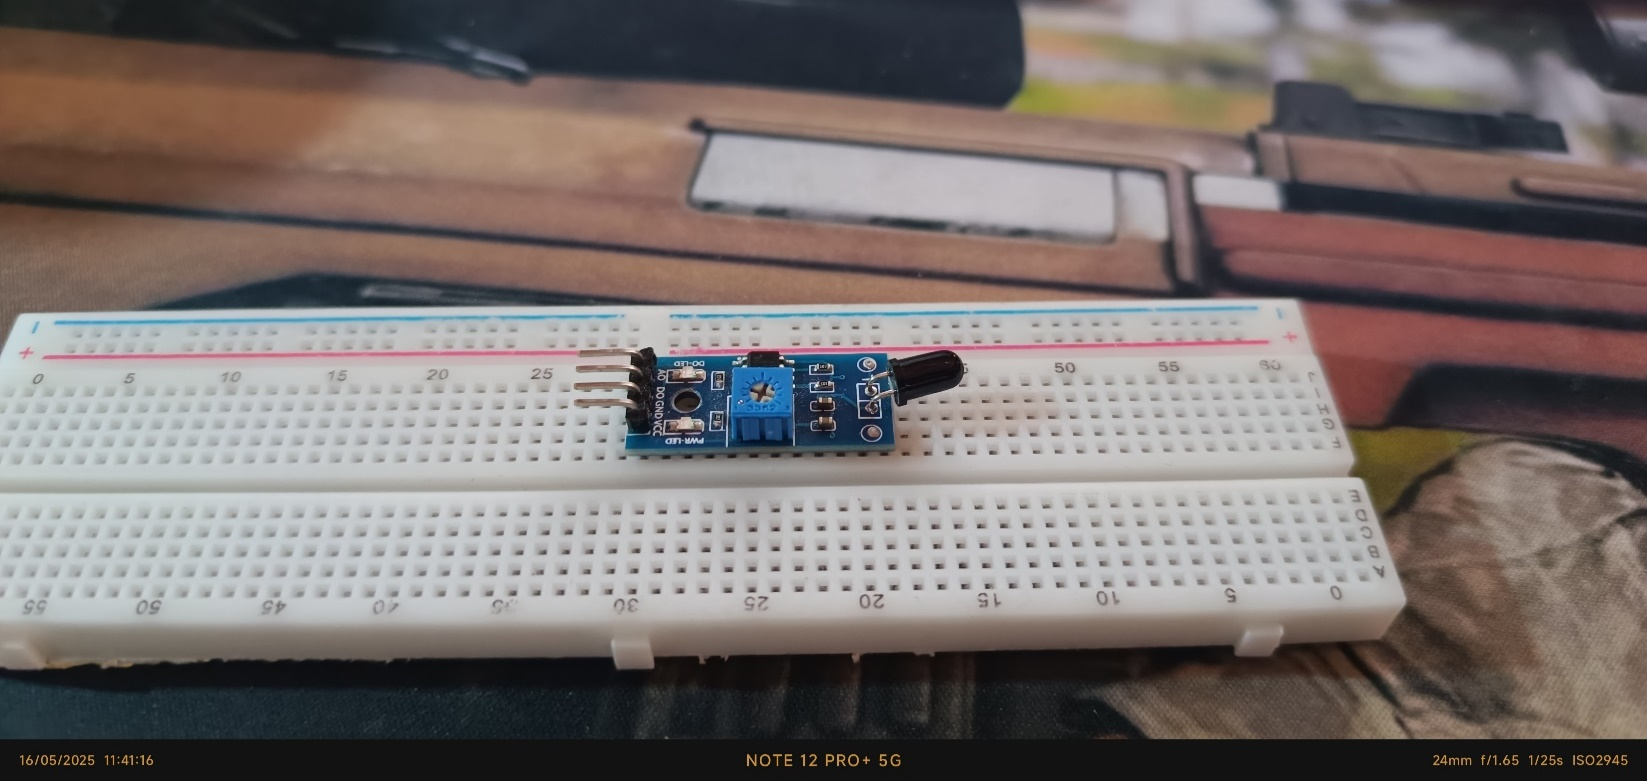 − −
+ +
0 5 10 15 20 25 50 55 60
J
I
H
G
F
DO-LED
AO DO GND VCC
PWR-LED
E
D
C
B
A
55 50 45 40 35 30 25 20 15 10 5 0
16/05/2025 11:41:16
NOTE 12 PRO+ 5G
24mm f/1.65 1/25s ISO2945